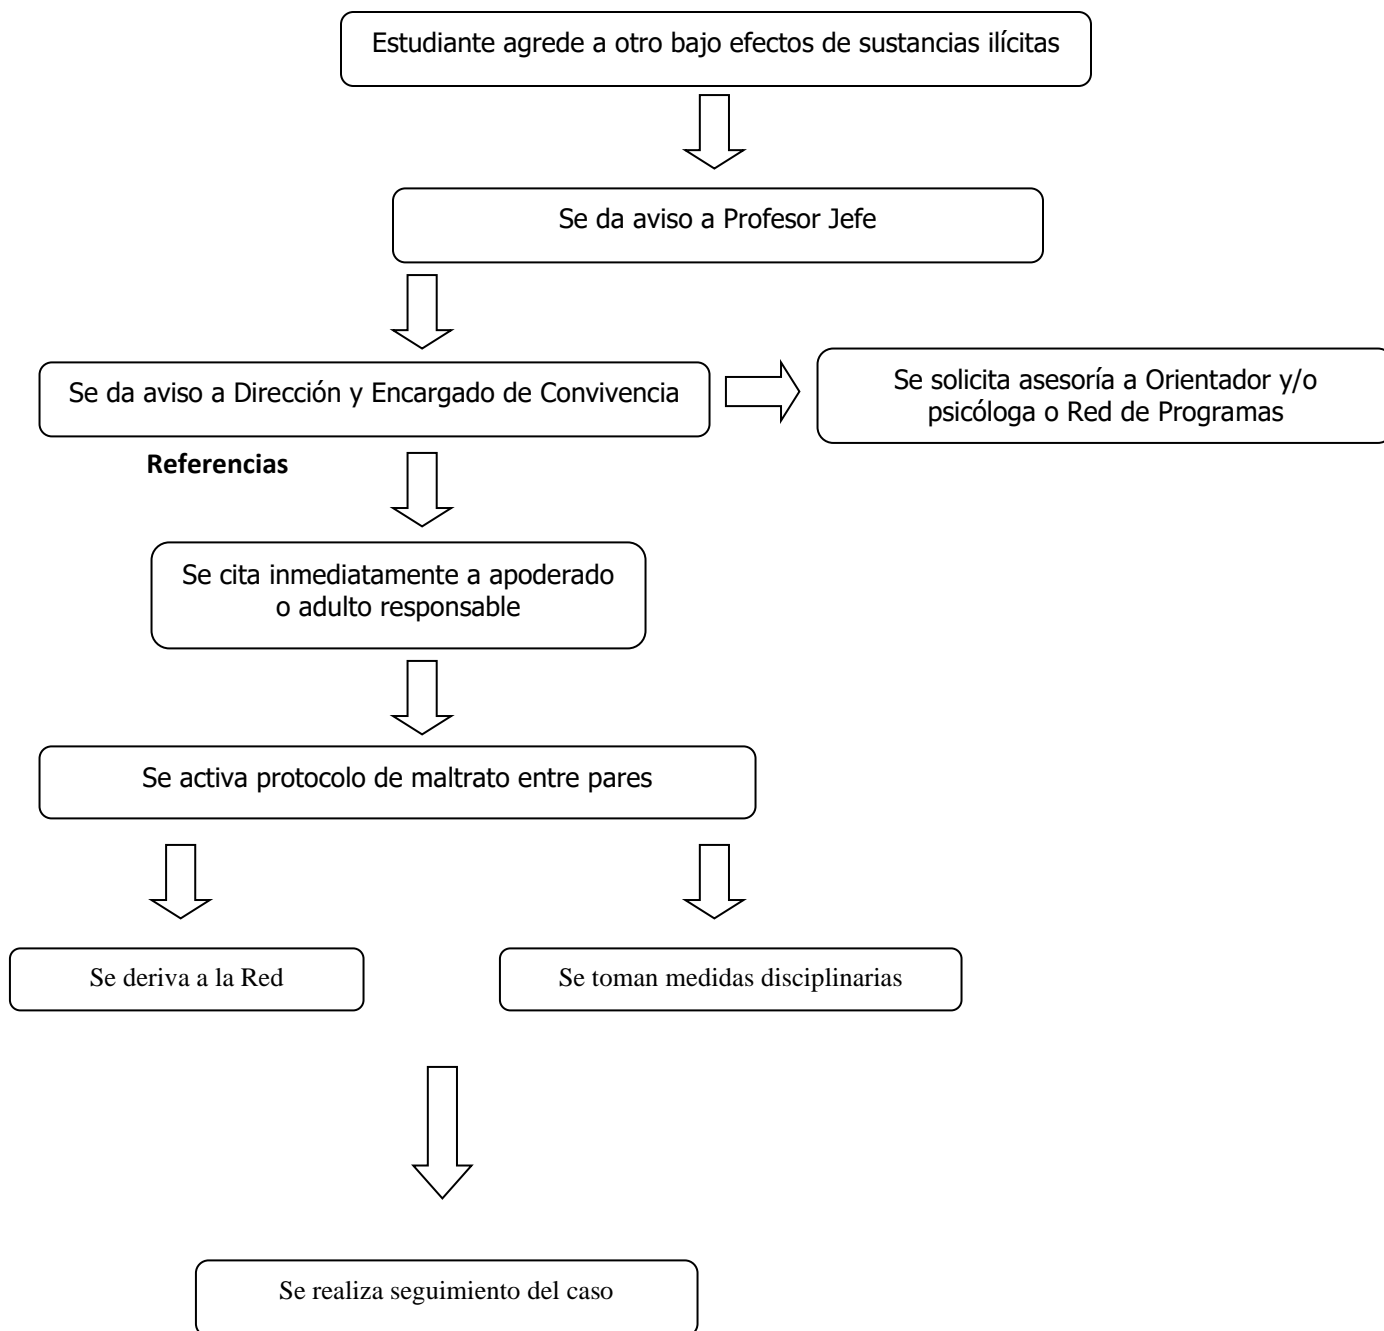 Estudiante agrede a otro bajo efectos de sustancias ilícitas
Se da aviso a Profesor Jefe
Se da aviso a Dirección y Encargado de Convivencia
Se solicita asesoría a Orientador y/o
psicóloga o Red de Programas
Referencias
Se cita inmediatamente a apoderado
o adulto responsable
Se activa protocolo de maltrato entre pares
Se deriva a la Red
Se toman medidas disciplinarias
Se realiza seguimiento del caso